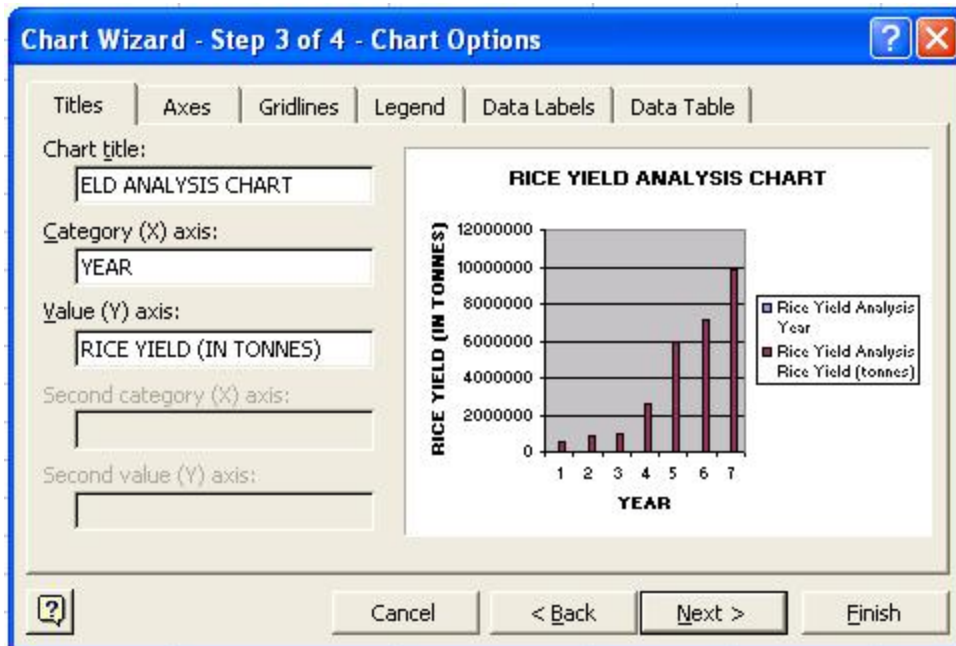 Chart Wizard - Step 3 of 4 - Chart Options
Titles Axes Gridlines Legend Data Labels Data Table
Chart title:
ELD ANALYSIS CHART
Category (X) axis:
YEAR
Value (Y) axis:
RICE YIELD (IN TONNES)
Second category (X) axis:
Second value (Y) axis:
RICE YIELD ANALYSIS CHART
RICE YIELD (IN TONNES)
12000000
10000000
8000000
6000000
4000000
2000000
0
1 2 3 4 5 6 7
YEAR
Rice Yield Analysis
Year
Rice Yield Analysis
Rice Yield (tonnes)
Cancel < Back Next > Finish